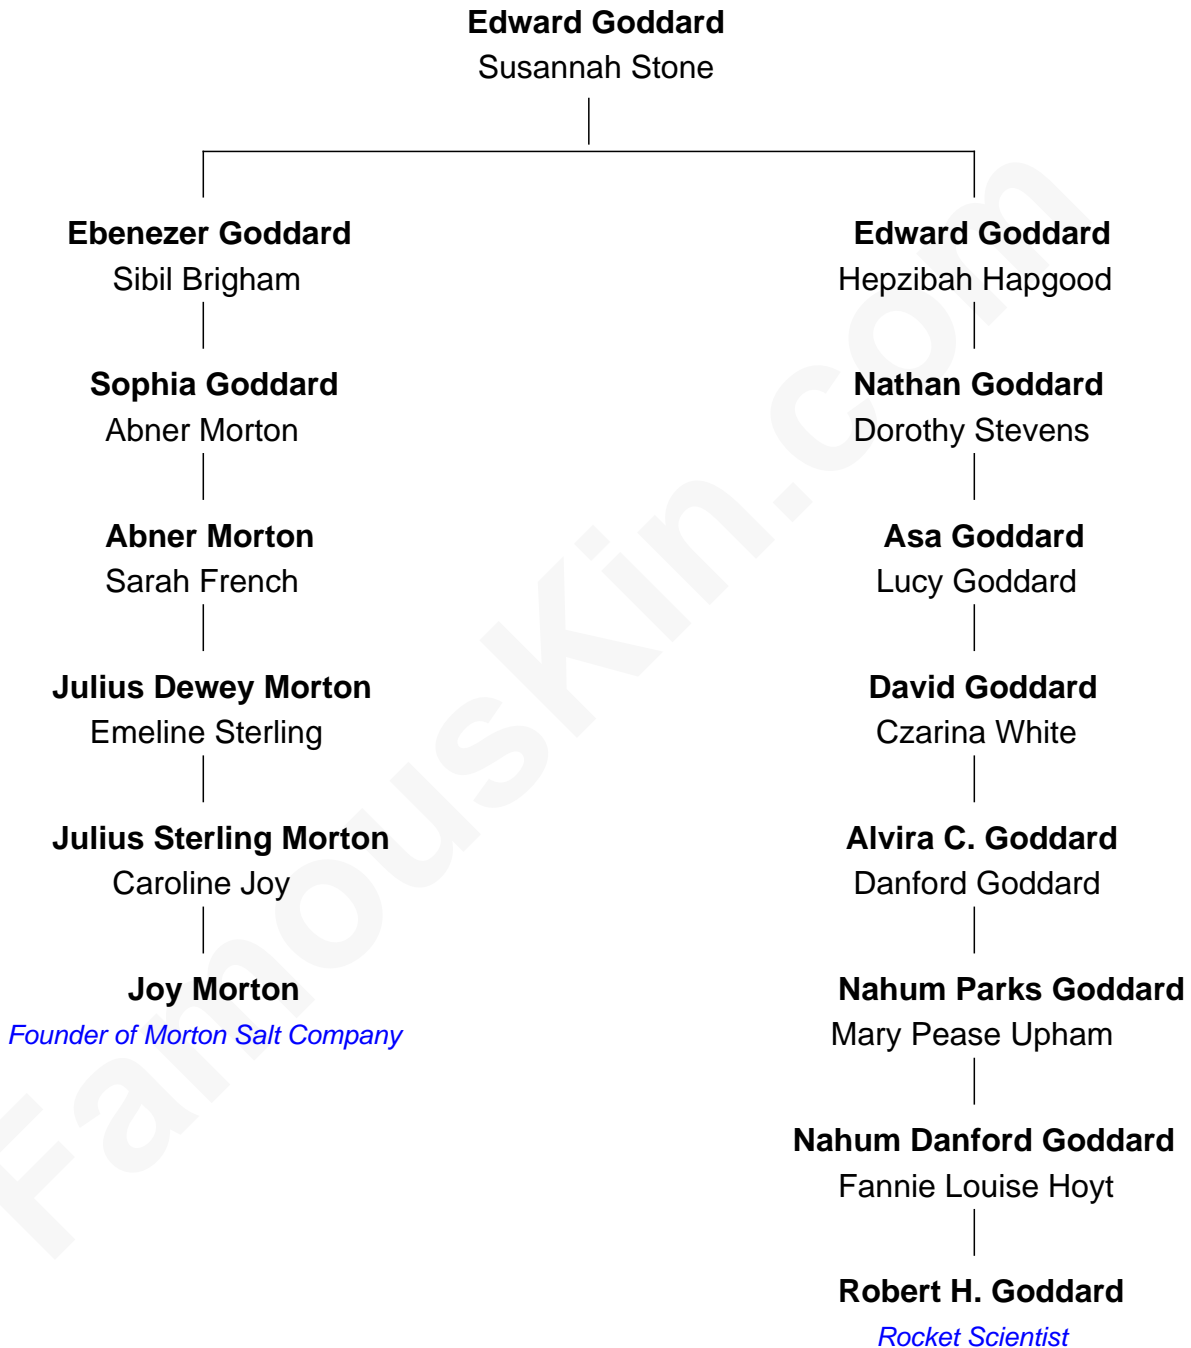 Edward Goddard
Susannah Stone
Ebenezer Goddard
Sibil Brigham
Edward Goddard
Hepzibah Hapgood
Sophia Goddard
Abner Morton
Nathan Goddard
Dorothy Stevens
Abner Morton
Sarah French
Asa Goddard
Lucy Goddard
Julius Dewey Morton
Emeline Sterling
David Goddard
Czarina White
Julius Sterling Morton
Caroline Joy
Alvira C. Goddard
Danford Goddard
Joy Morton
Founder of Morton Salt Company
Nahum Parks Goddard
Mary Pease Upham
Nahum Danford Goddard
Fannie Louise Hoyt
Robert H. Goddard
Rocket Scientist
FamousKin.com